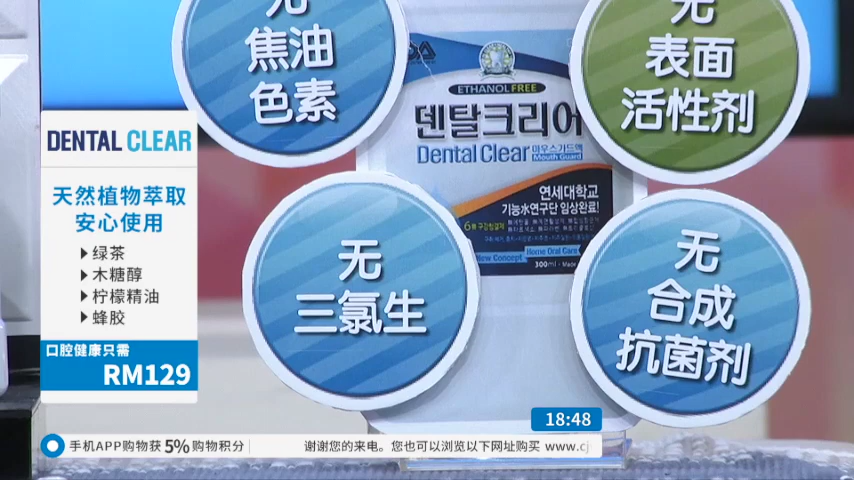 无
焦油
色素
无
表面
活性剂
ETHANOL FREE
덴탈크리어
Dental Clear 마우스가드액
Mouth Guard
연세대학교
기능水연구단 임상완료!
New Concept
Home Oral Care
300ml
DENTAL CLEAR
天然植物萃取
安心使用
绿茶
木糖醇
柠檬精油
蜂胶
口腔健康只需
RM129
无
三氯生
无
合成
抗菌剂
18:48
手机APP购物获5%购物积分
谢谢您的来电。您也可以浏览以下网址购买 www.cj